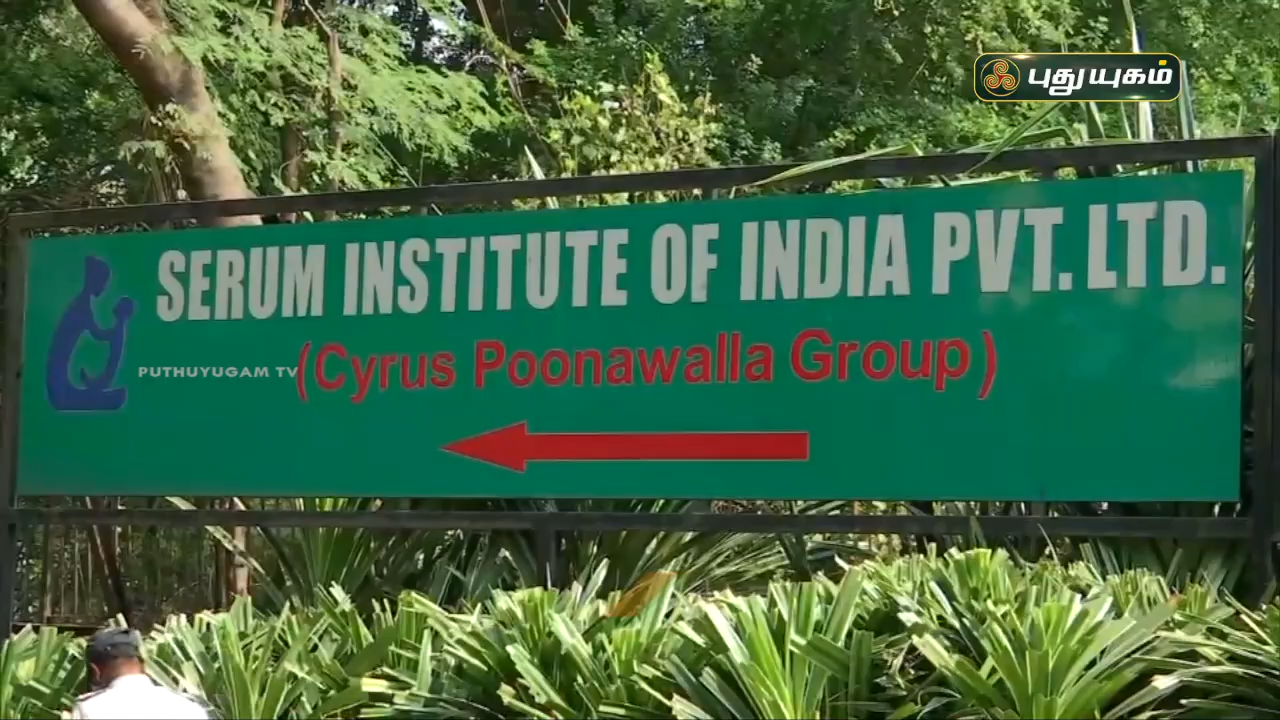 புதுயுகம்
SERUM INSTITUTE OF INDIA PVT. LTD.
PUTHUYUGAM TV
(Cyrus Poonawalla Group)